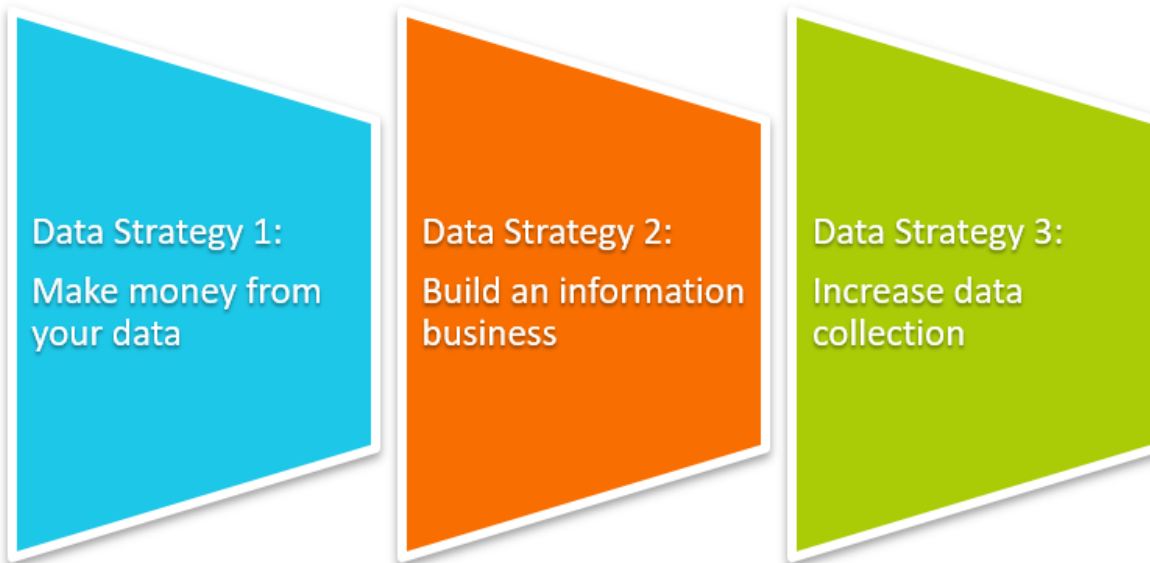 Data Strategy 1:
Make money from
your data
Data Strategy 2:
Build an information
business
Data Strategy 3:
Increase data
collection